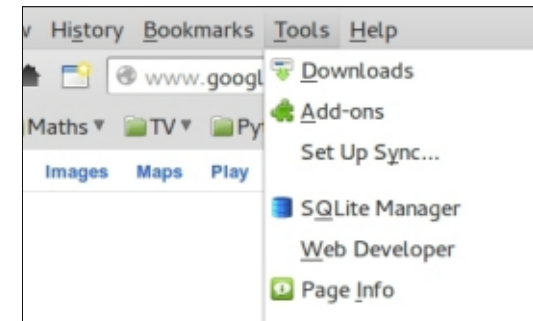 History Bookmarks Tools Help
www.googl
Downloads
Maths TV Py
Add-ons
Set Up Sync...
Images Maps Play
SQLite Manager
Web Developer
Page Info